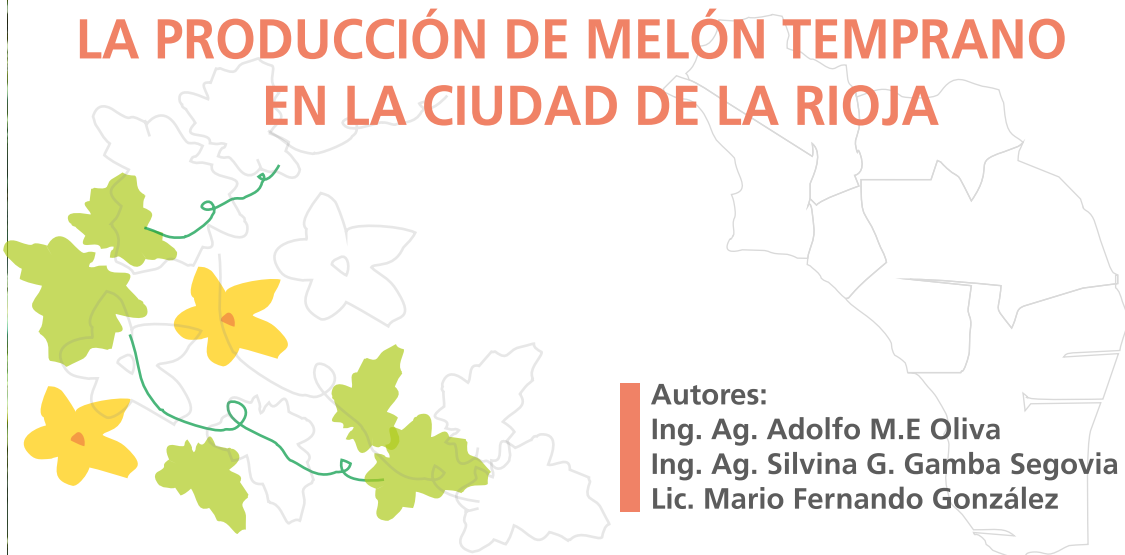 LA PRODUCCIÓN DE MELÓN TEMPRANO
EN LA CIUDAD DE LA RIOJA
Autores:
Ing. Ag. Adolfo M.E Oliva
Ing. Ag. Silvina G. Gamba Segovia
Lic. Mario Fernando González